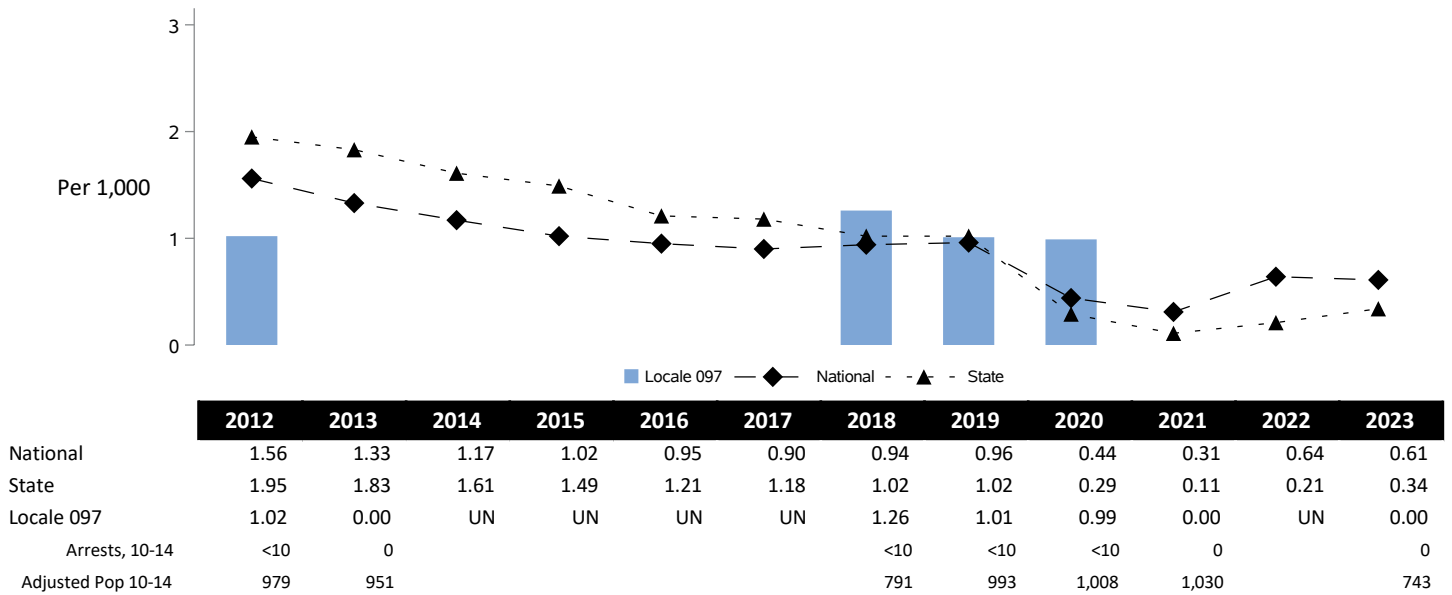 3
2
Per 1,000
1
0
Locale 097 National State
2012 2013 2014 2015 2016 2017 2018 2019 2020 2021 2022 2023
National 1.56 1.33 1.17 1.02 0.95 0.90 0.94 0.96 0.44 0.31 0.64 0.61
State 1.95 1.83 1.61 1.49 1.21 1.18 1.02 1.02 0.29 0.11 0.21 0.34
Locale 097 1.02 0.00 UN UN UN UN 1.26 1.01 0.99 0.00 UN 0.00
Arrests, 10-14 <10 0 <10 <10 <10 0 0
Adjusted Pop 10-14 979 951 791 993 1,008 1,030 743